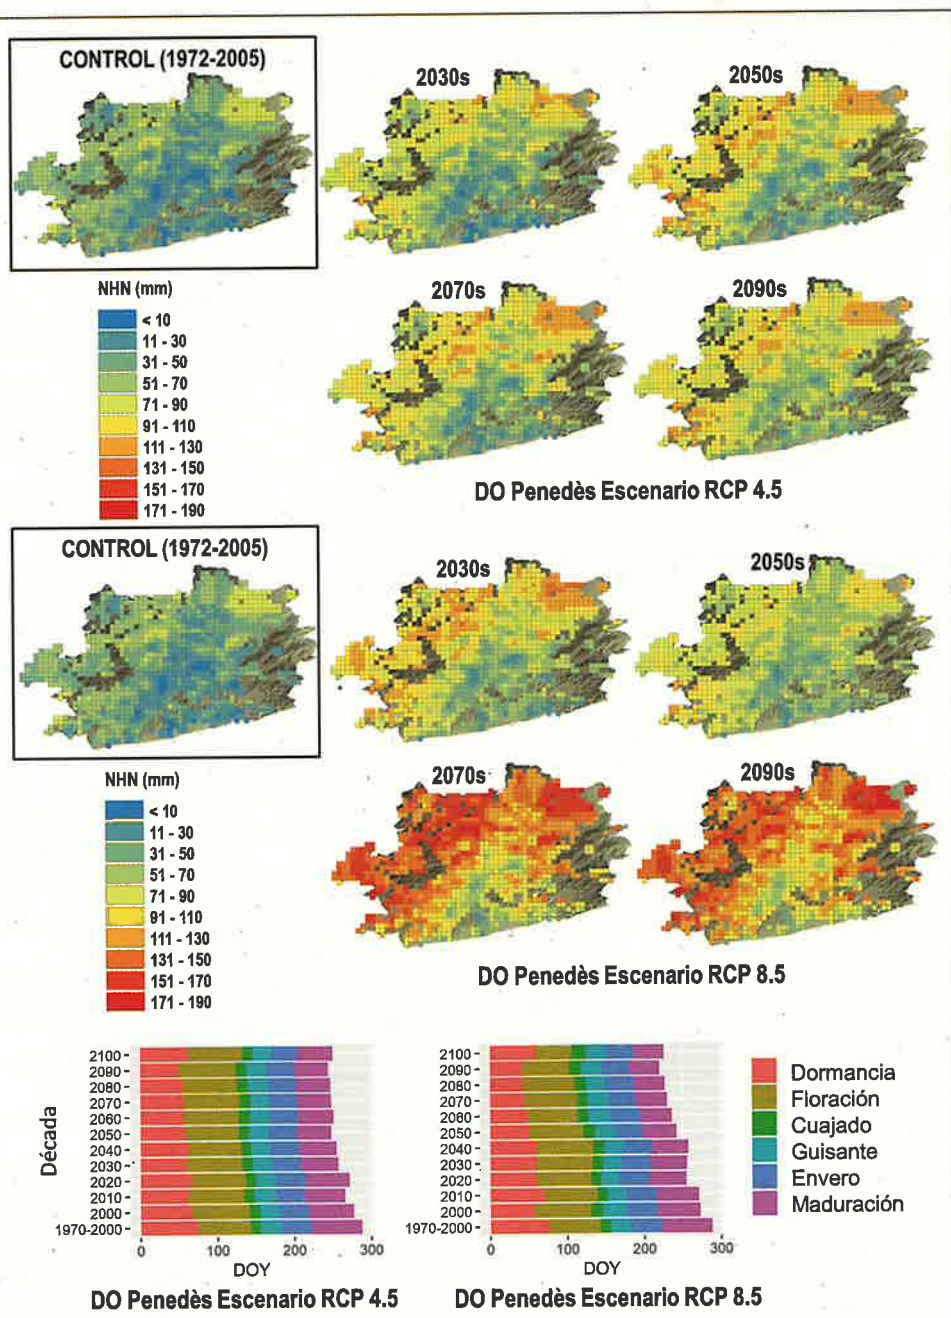 CONTROL (1972-2005)
2030s
2050s
NHN (mm)
< 10
11 - 30
31 - 50
51 - 70
71 - 90
91 - 110
111 - 130
131 - 150
151 - 170
171 - 190
2070s
2090s
DO Penedès Escenario RCP 4.5
CONTROL (1972-2005)
2030s
2050s
NHN (mm)
< 10
11 - 30
31 - 50
51 - 70
71 - 90
91 - 110
111 - 130
131 - 150
151 - 170
171 - 190
2070s
2090s
DO Penedès Escenario RCP 8.5
Década
2100
2090
2080
2070
2060
2050
2040
2030
2020
2010
2000
1970-2000
0 100 200 300
DOY
DO Penedès Escenario RCP 4.5
2100
2090
2080
2070
2080
2050
2040
2030
2020
2010
2000
1970-2000
0 100 200 300
DOY
DO Penedès Escenario RCP 8.5
Dormancia
Floración
Cuajado
Guisante
Envero
Maduración